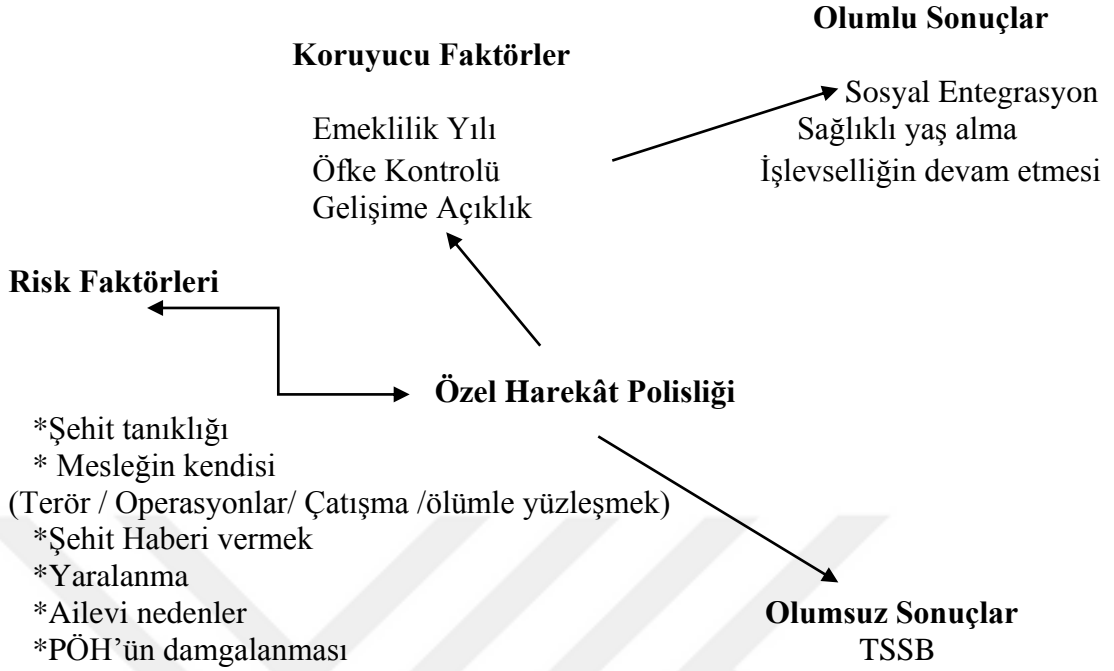 Olumlu Sonuçlar
Koruyucu Faktörler
Sosyal Entegrasyon
Emeklilik Yılı
Sağlıklı yaş alma
Öfke Kontrolü
İşlevselliğin devam etmesi
Gelişime Açıklık
Risk Faktörleri
Özel Harekât Polisliği
*Şehit tanıklığı
* Mesleğin kendisi
(Terör / Operasyonlar/ Çatışma /ölümle yüzleşmek)
*Şehit Haberi vermek
*Yaralanma
*Ailevi nedenler
*PÖH’ün damgalanması
Olumsuz Sonuçlar
TSSB